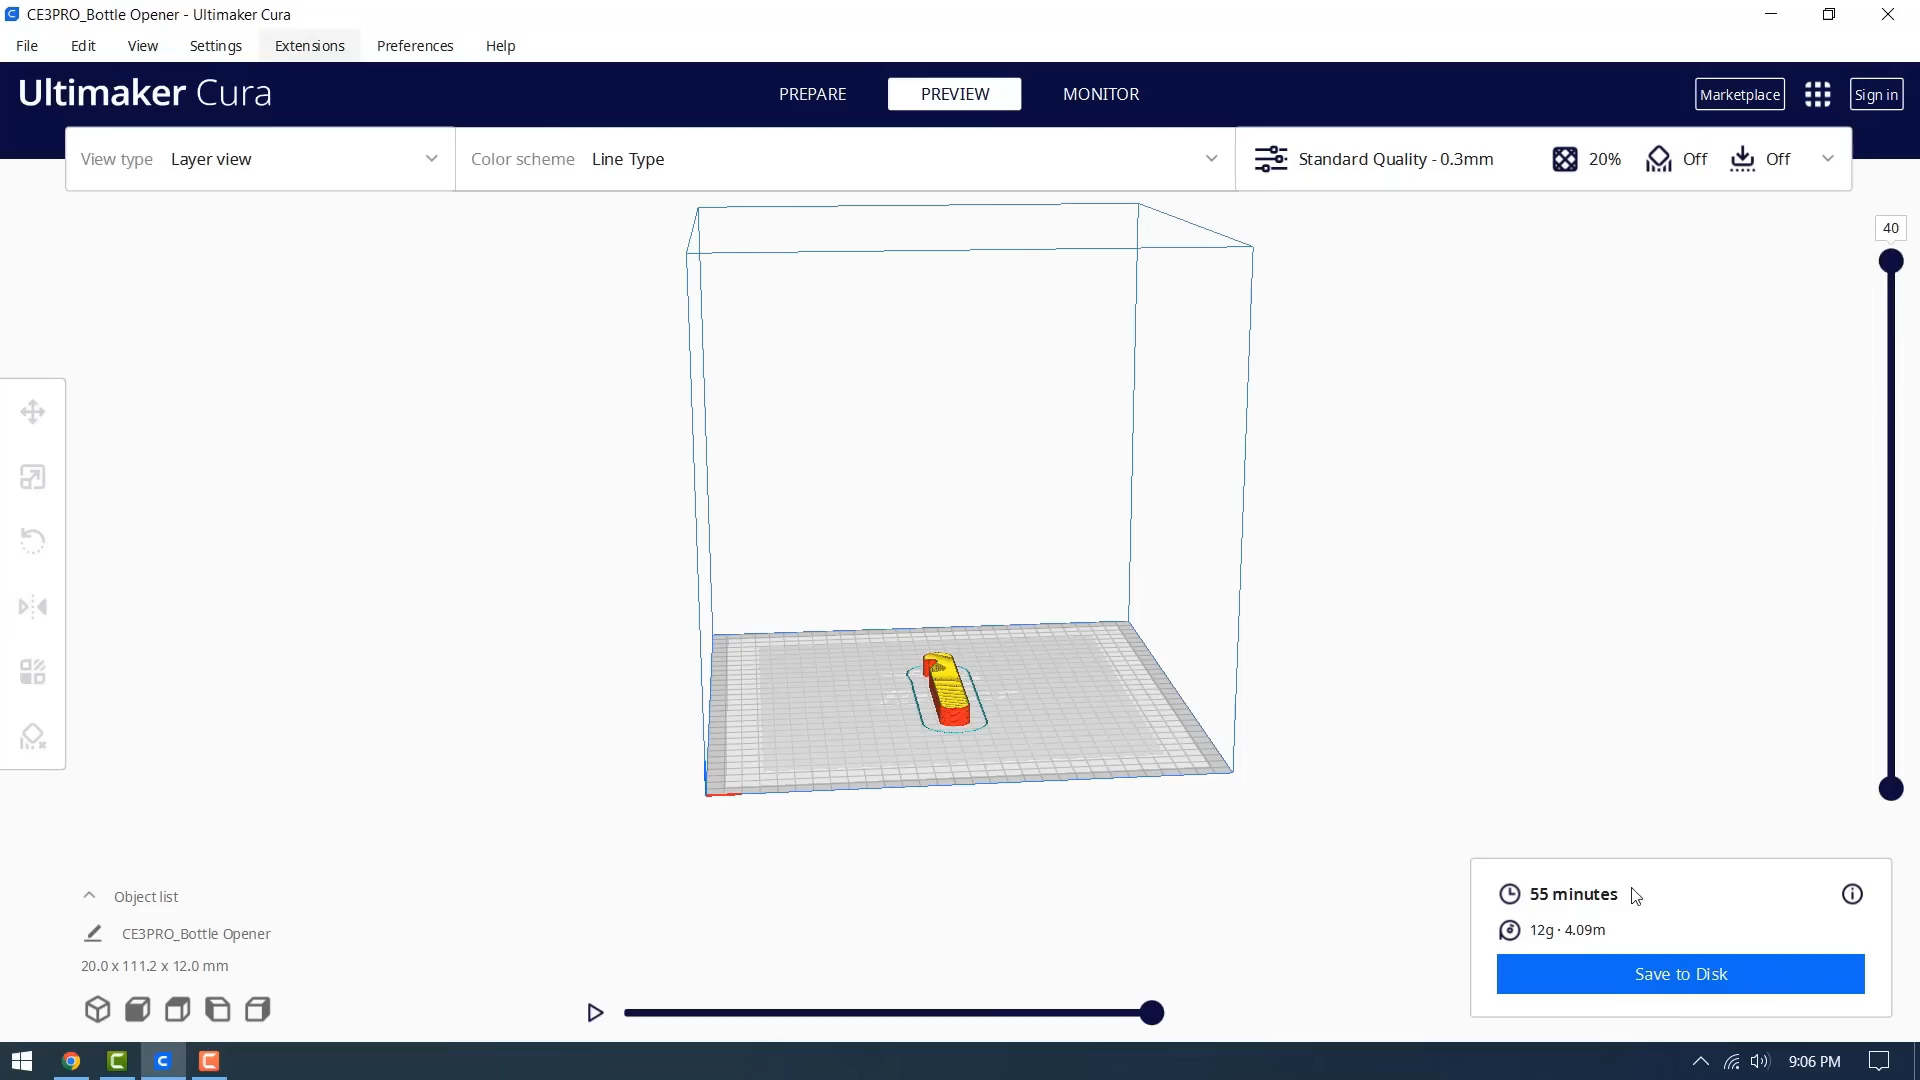 CE3PRO_Bottle Opener - Ultimaker Cura
File Edit View Settings Extensions Preferences Help
Ultimaker Cura PREPARE PREVIEW MONITOR Marketplace Sign in
View type Layer view Color scheme Line Type Standard Quality - 0.3mm 20% Off Off
40
55 minutes
12g · 4.09m
Save to Disk
Object list
CE3PRO_Bottle Opener
20.0 x 111.2 x 12.0 mm
9:06 PM